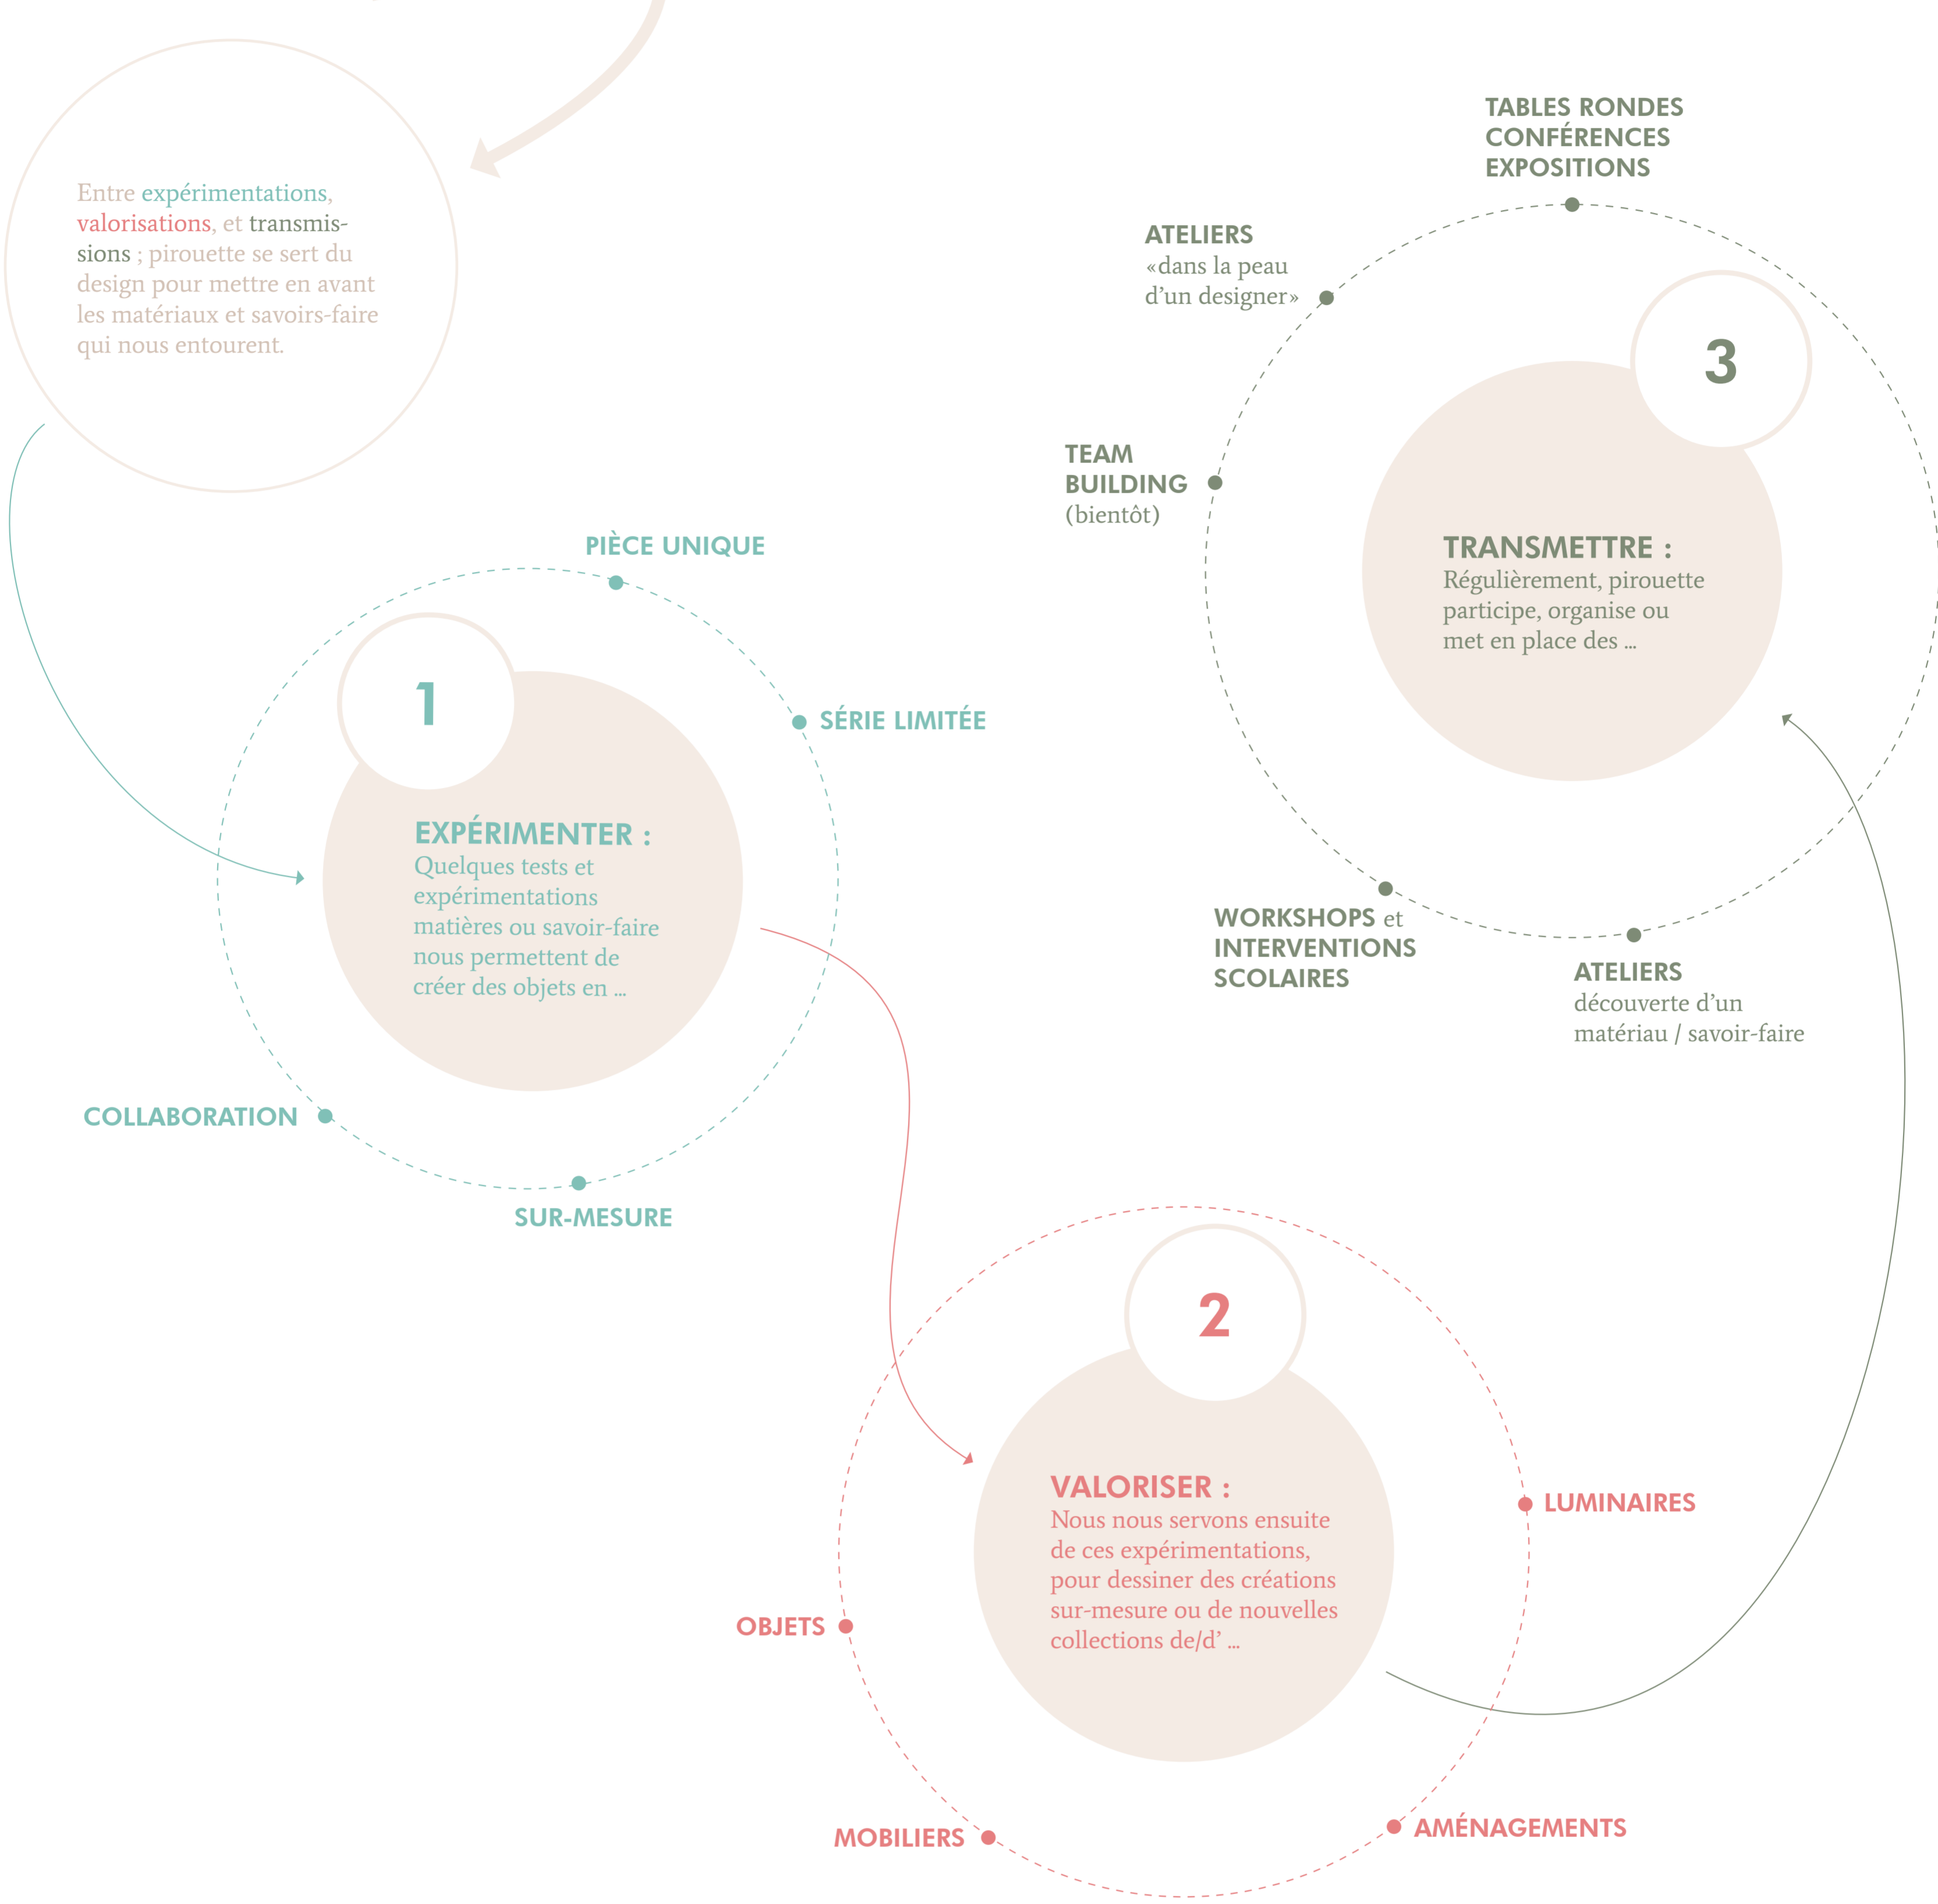 Entre expérimentations,
valorisations, et transmis-
sions ; pirouette se sert du
design pour mettre en avant
les matériaux et savoirs-faire
qui nous entourent.
1
EXPÉRIMENTER :
Quelques tests et
expérimentations
matières ou savoir-faire
nous permettent de
créer des objets en ...
PIÈCE UNIQUE
SÉRIE LIMITÉE
COLLABORATION
SUR-MESURE
2
VALORISER :
Nous nous servons ensuite
de ces expérimentations,
pour dessiner des créations
sur-mesure ou de nouvelles
collections de/d’ ...
LUMINAIRES
OBJETS
MOBILIERS
AMÉNAGEMENTS
3
TRANSMETTRE :
Régulièrement, pirouette
participe, organise ou
met en place des ...
TABLES RONDES
CONFÉRENCES
EXPOSITIONS
ATELIERS
«dans la peau
d’un designer»
TEAM
BUILDING
(bientôt)
WORKSHOPS et
INTERVENTIONS
SCOLAIRES
ATELIERS
découverte d’un
matériau / savoir-faire